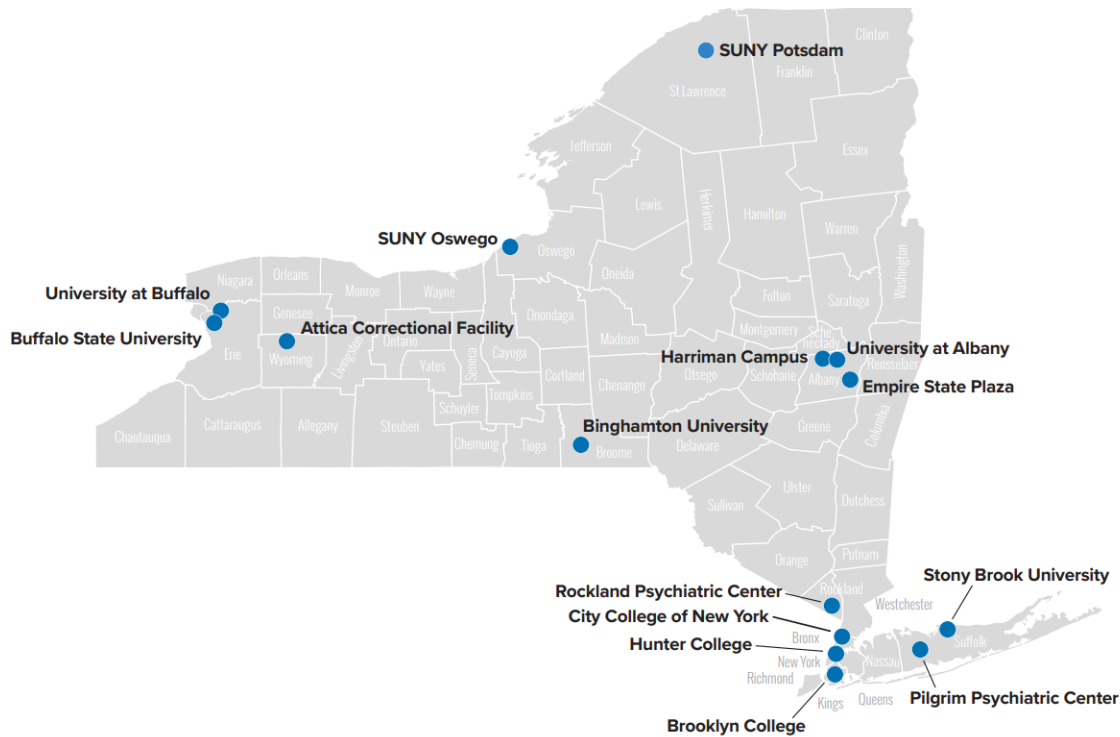 Clinton
SUNY Potsdam
Franklin
St Lawrence
Jefferson
Essex
Lewis
Herkimer
Hamilton
Warren
Washington
SUNY Oswego
Oswego
Oneida
Niagara
Orleans
Monroe
Wayne
Fulton
Saratoga
University at Buffalo
Genesee
Onondaga
Madison
Montgomery
Sche-
nectady
Buffalo State University
Attica Correctional Facility
Ontario
Erie
Wyoming
Livingston
Yates
Seneca
Cayuga
Harriman Campus
University at Albany
Rensselaer
Otsego
Schoharie
Albany
Empire State Plaza
Cortland
Chenango
Tompkins
Schuyler
Chautauqua
Cattaraugus
Allegany
Steuben
Chemung
Tioga
Binghamton University
Broome
Delaware
Greene
Columbia
Ulster
Sullivan
Dutchess
Orange
Putnam
Rockland Psychiatric Center
Rockland
Westchester
Stony Brook University
City College of New York
Bronx
Hunter College
New York
Nassau
Suffolk
Richmond
Kings
Queens
Pilgrim Psychiatric Center
Brooklyn College